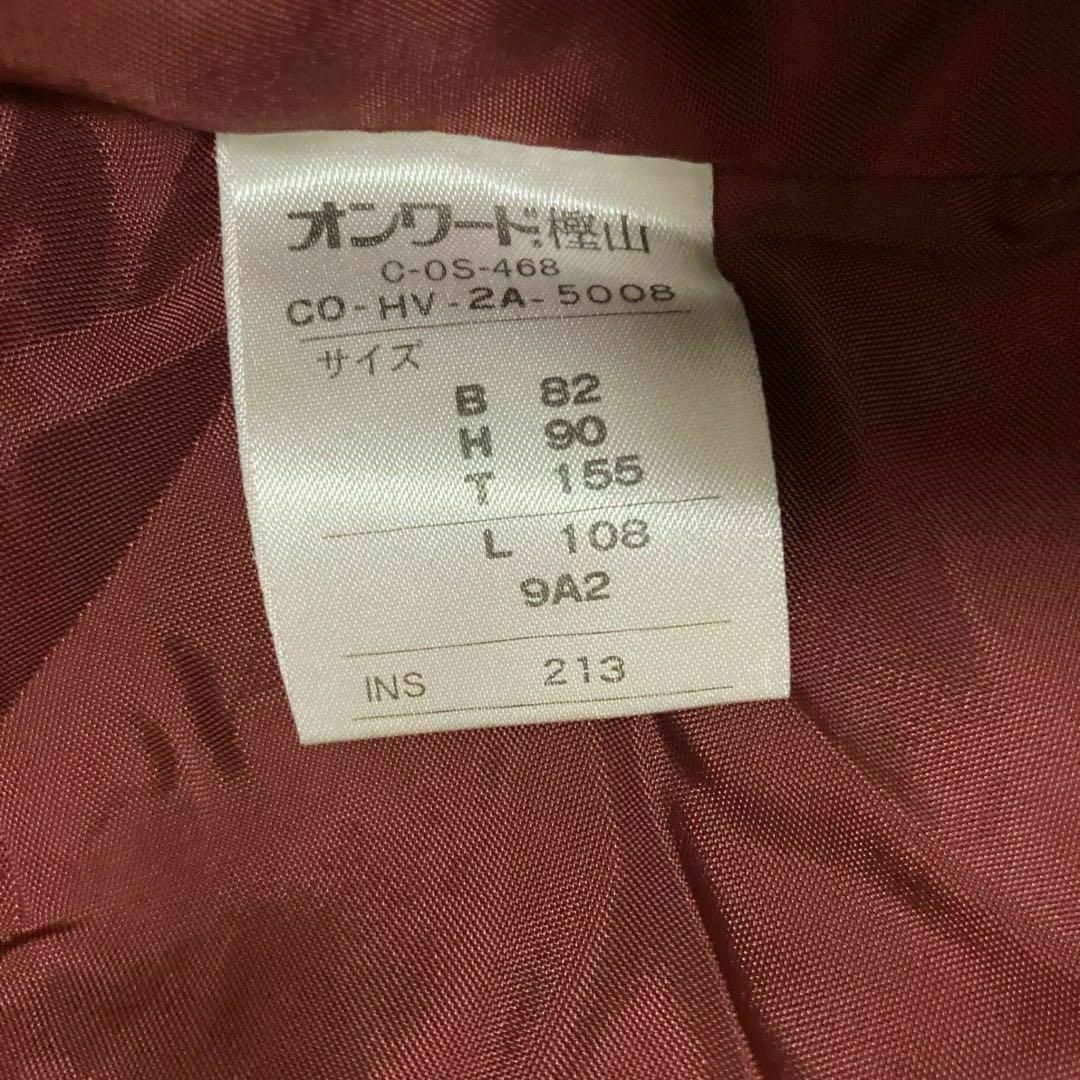 オンワード樫山
C-OS-468
CO-HV-2A-5008
サイズ
B 82
H 90
T 155
L 108
9A2
INS 213